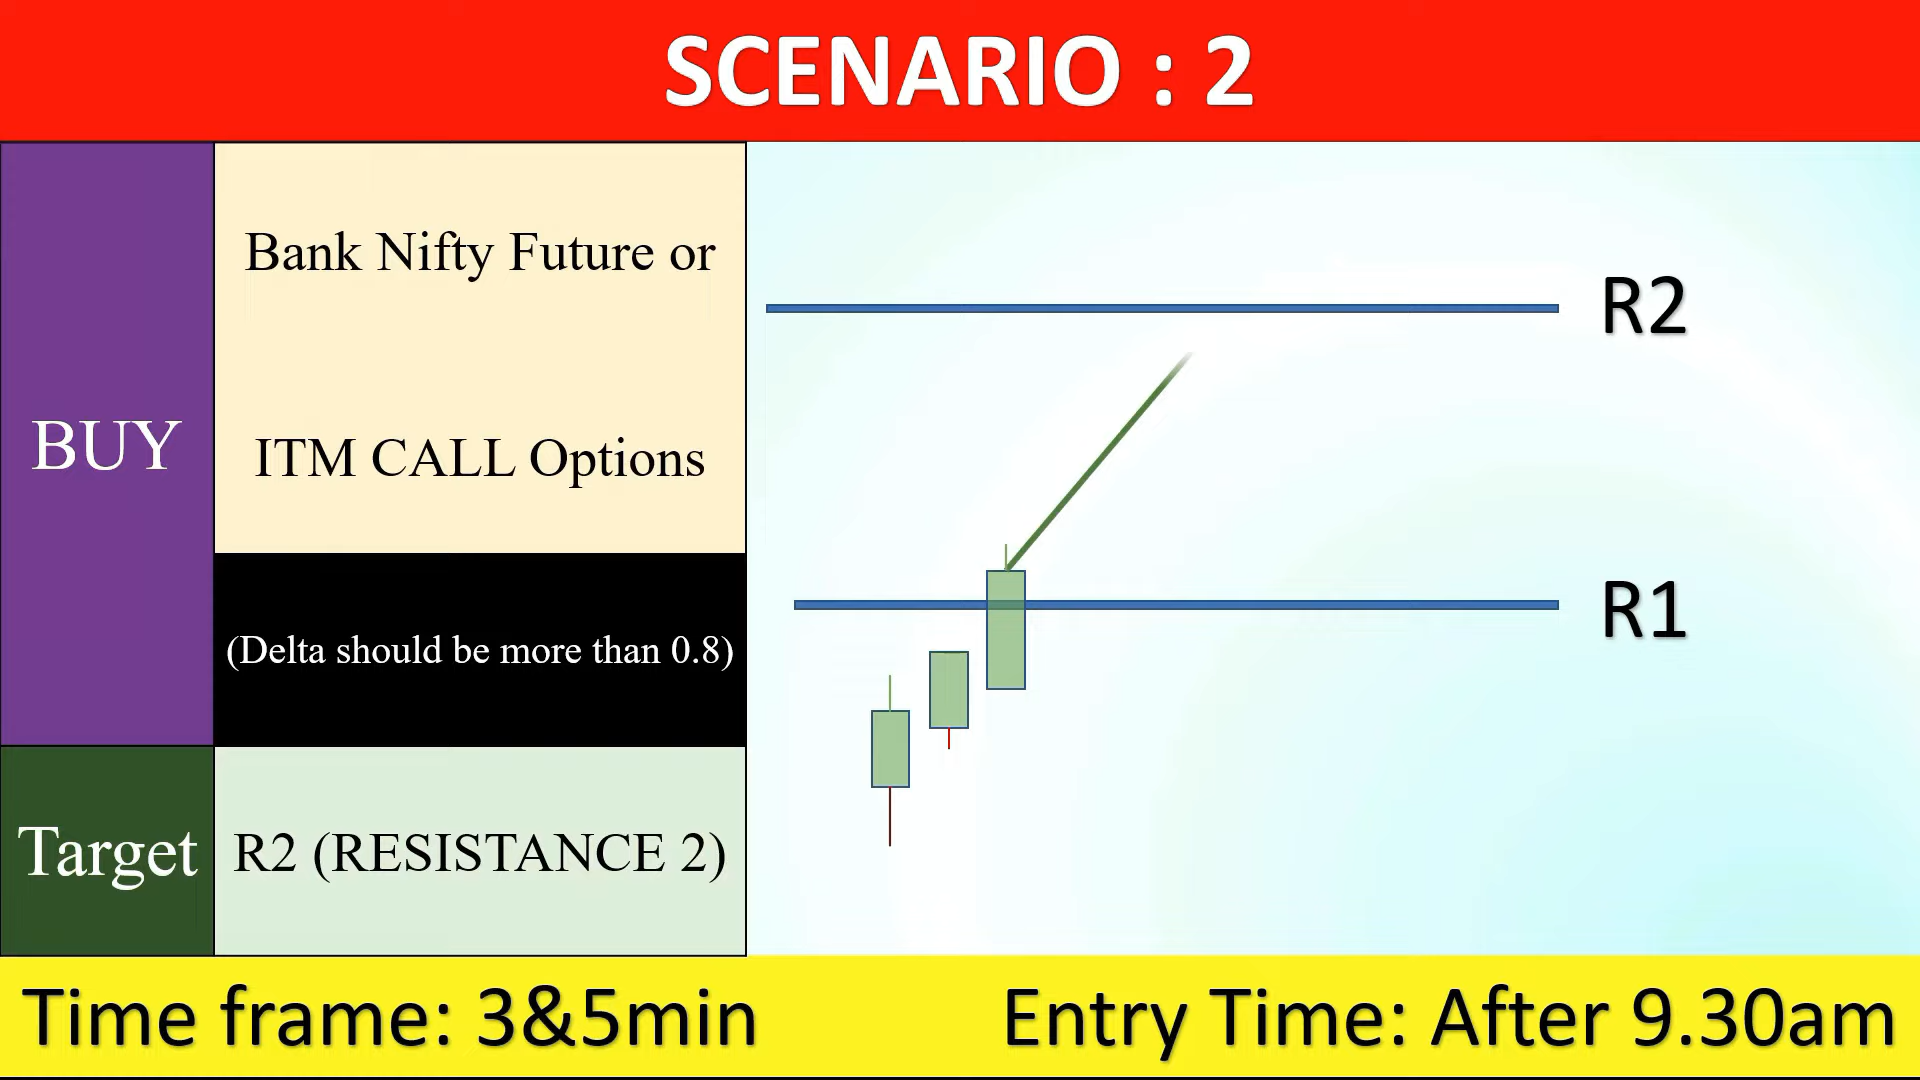 SCENARIO : 2
BUY
Bank Nifty Future or
ITM CALL Options
(Delta should be more than 0.8)
Target
R2 (RESISTANCE 2)
R2
R1
Time frame: 3&5min
Entry Time: After 9.30am